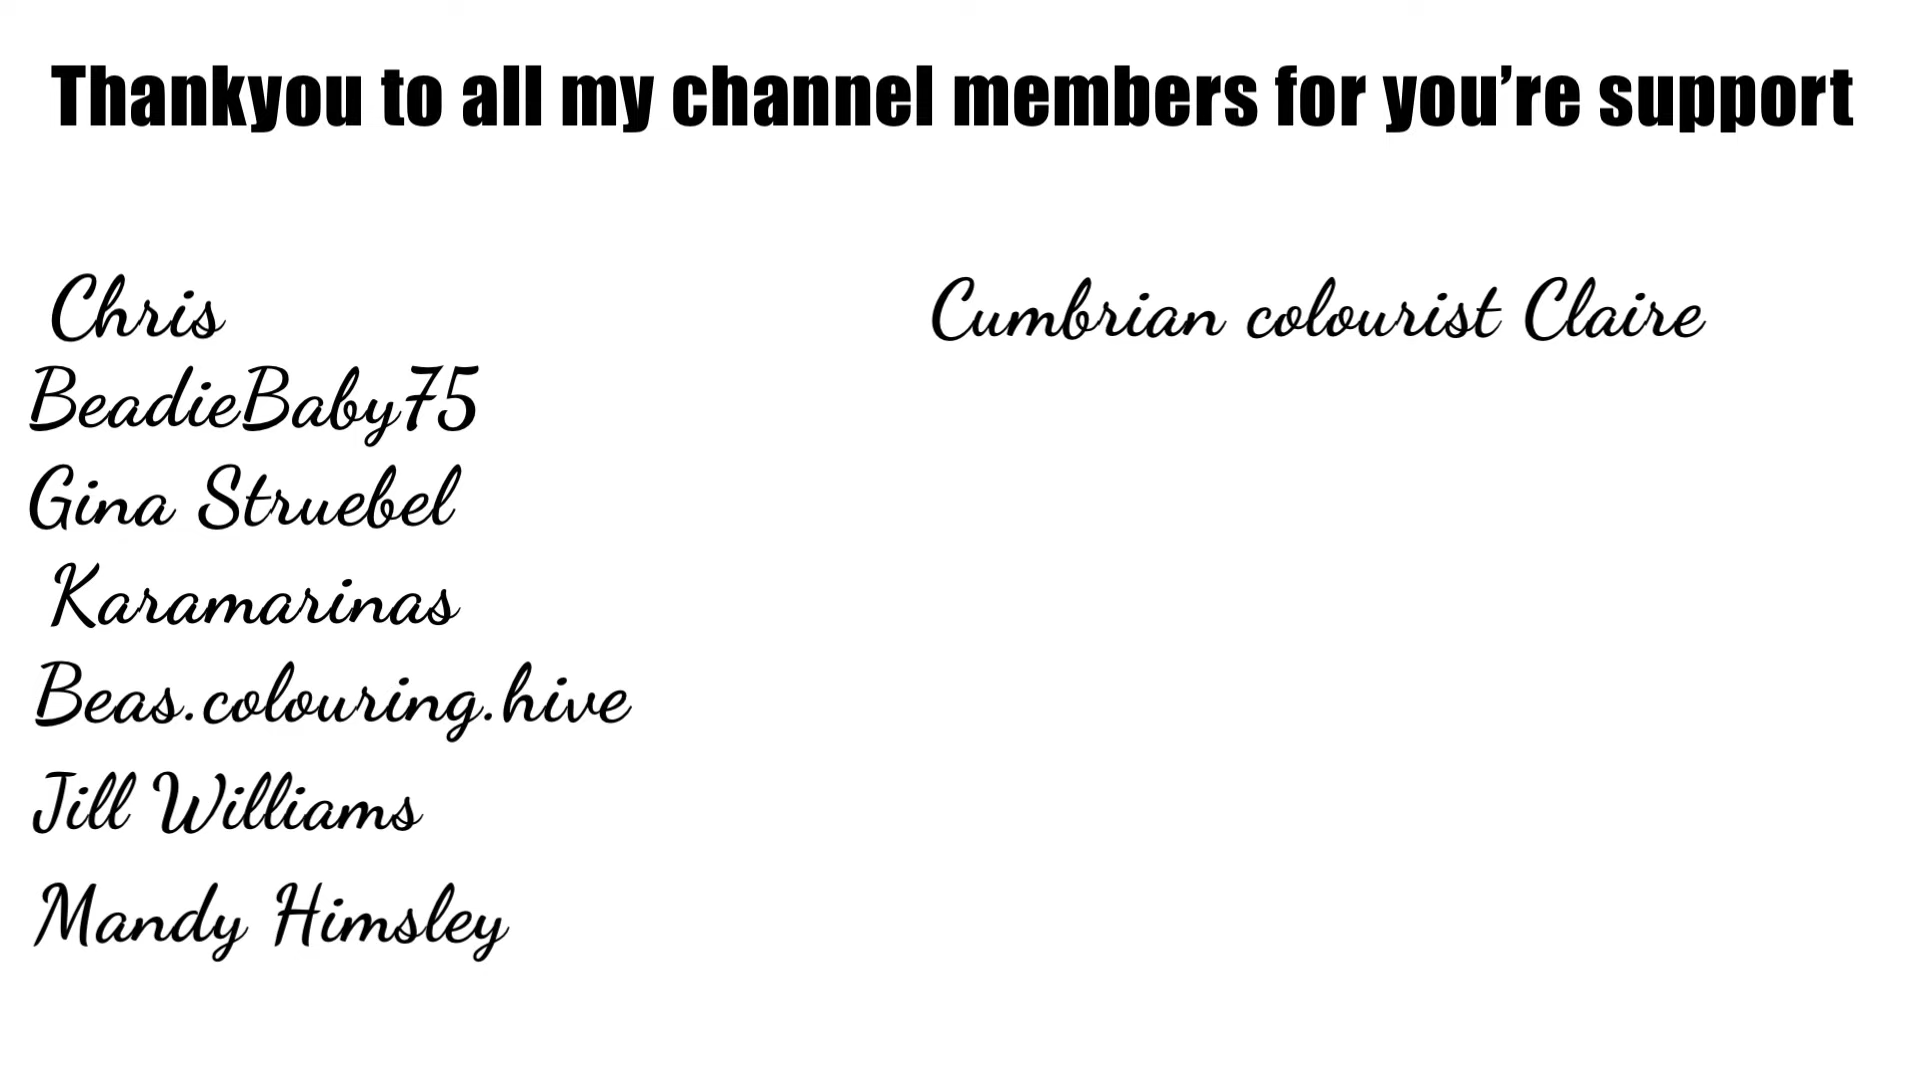 Thankyou to all my channel members for you’re support
Chris
BeadieBaby75
Gina Struebel
Karamarinas
Beas.colouring.hive
Jill Williams
Mandy Himsley
Cumbrian colourist Claire